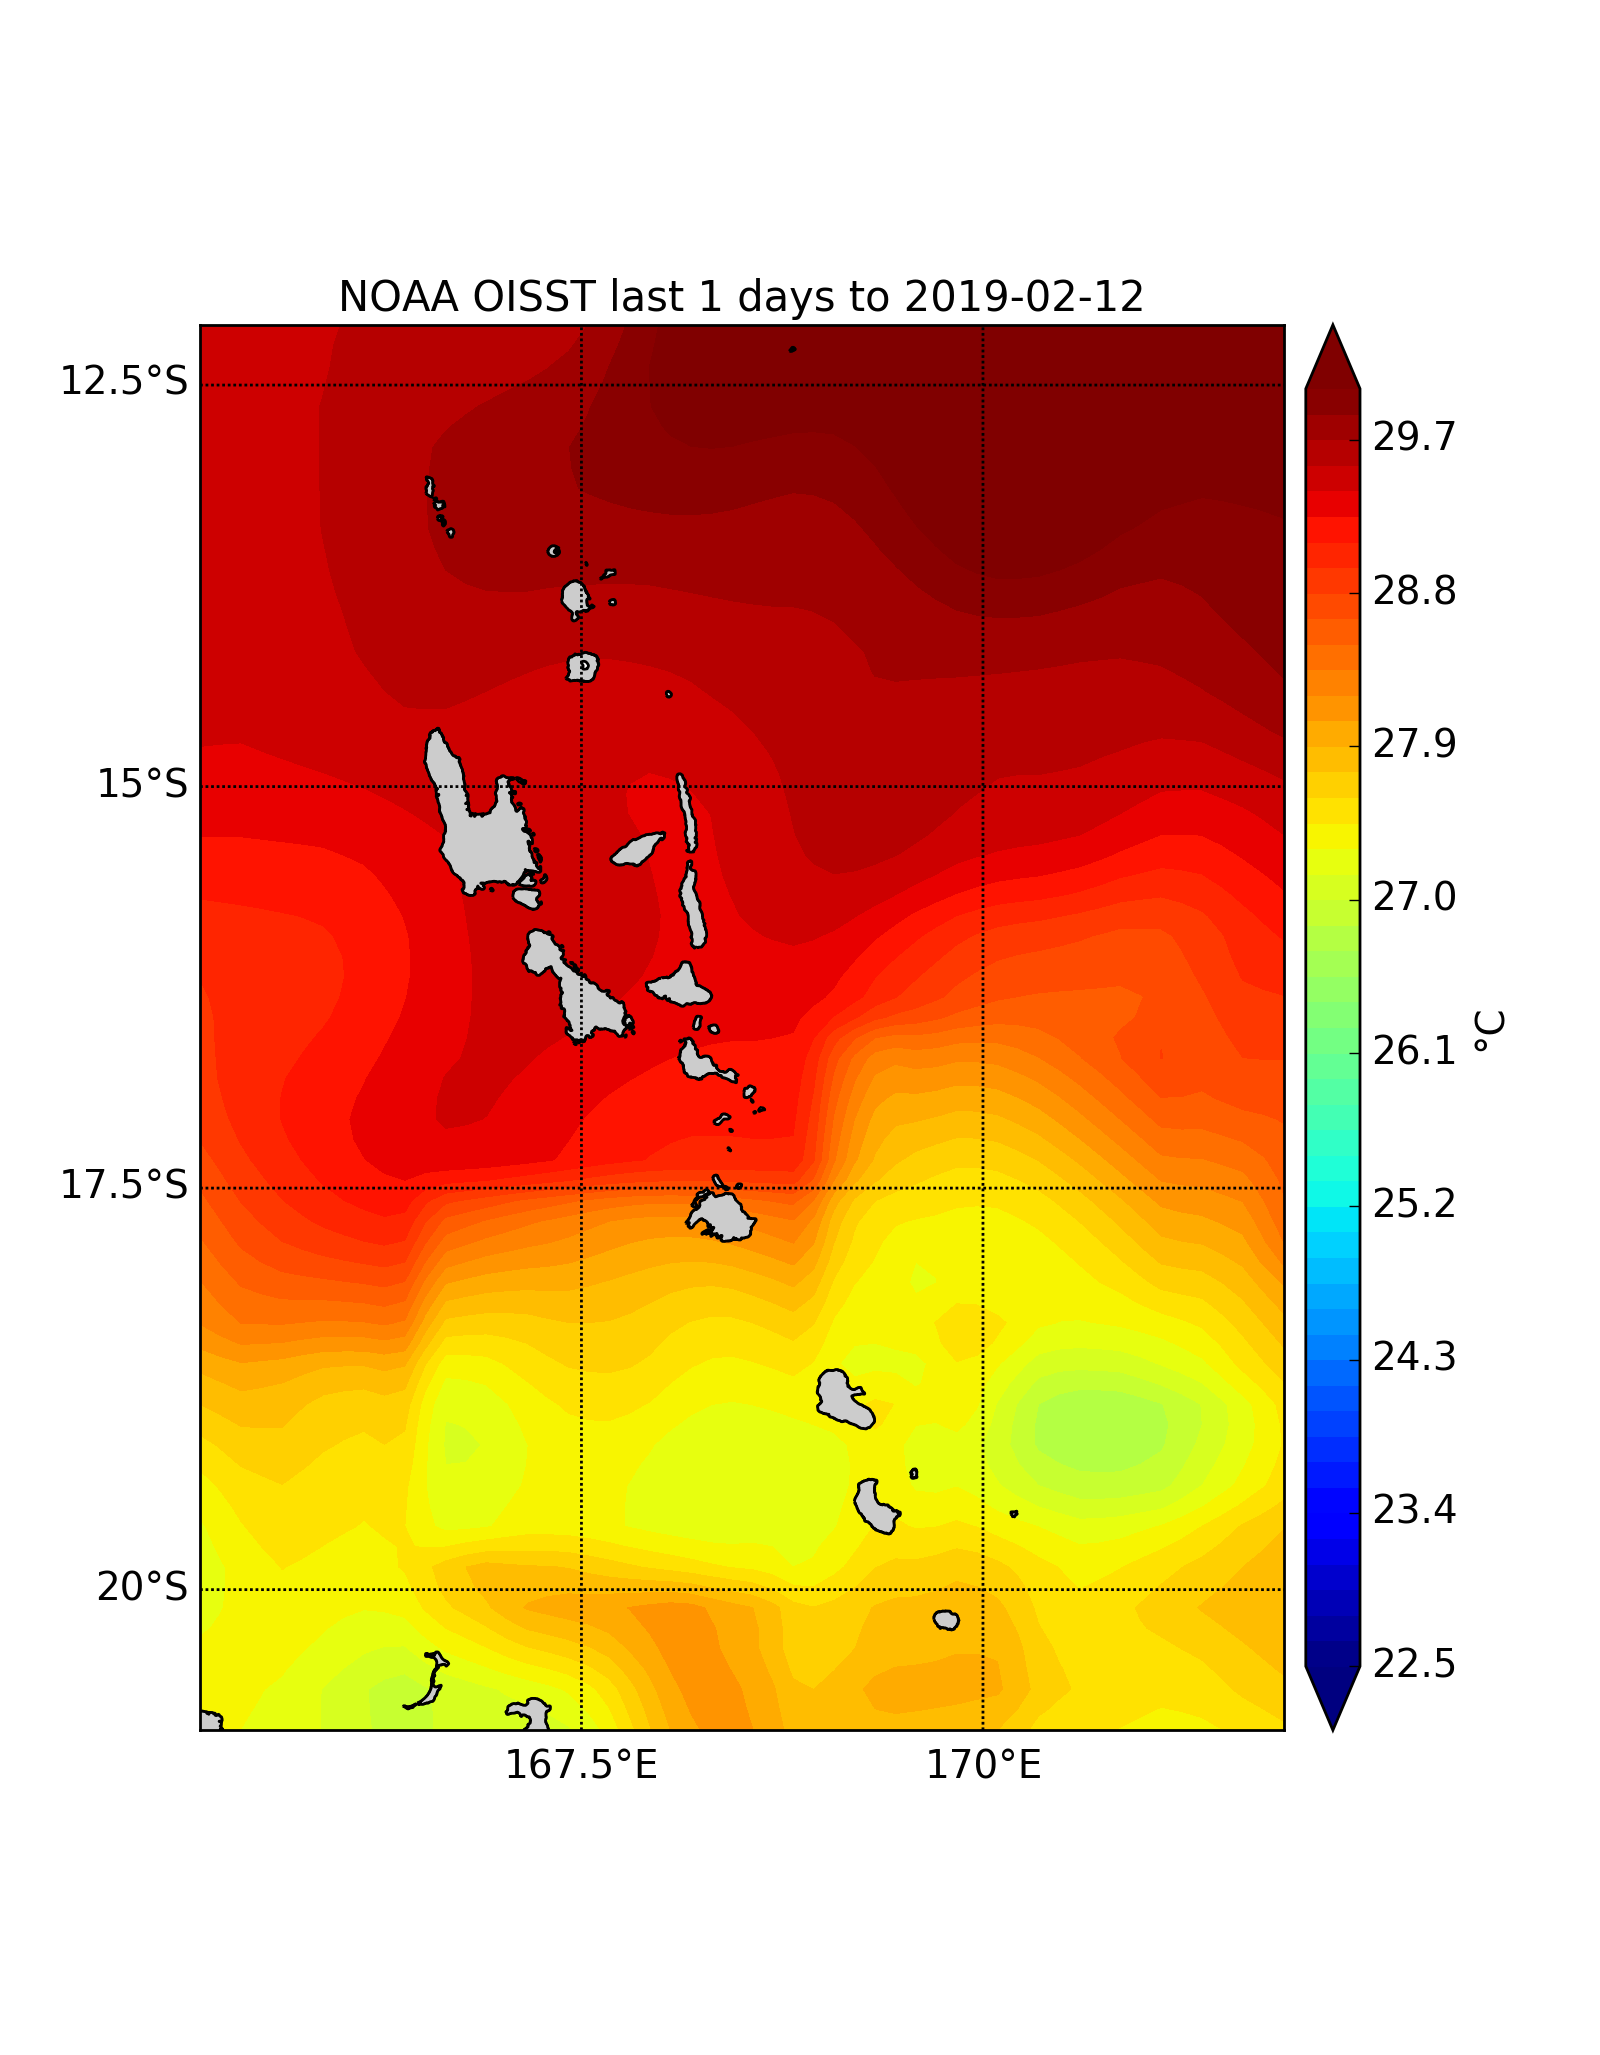 NOAA OISST last 1 days to 2019-02-12
12.5°S
15°S
17.5°S
20°S
167.5°E
170°E
29.7
28.8
27.9
27.0
26.1
25.2
24.3
23.4
22.5
°C